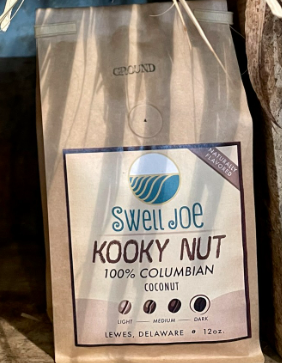 GROUND
NATURALLY
FLAVORED
Swell Joe
KOOKY NUT
100% COLUMBIAN
COCONUT
LIGHT — MEDIUM — DARK
LEWES, DELAWARE 12oz.